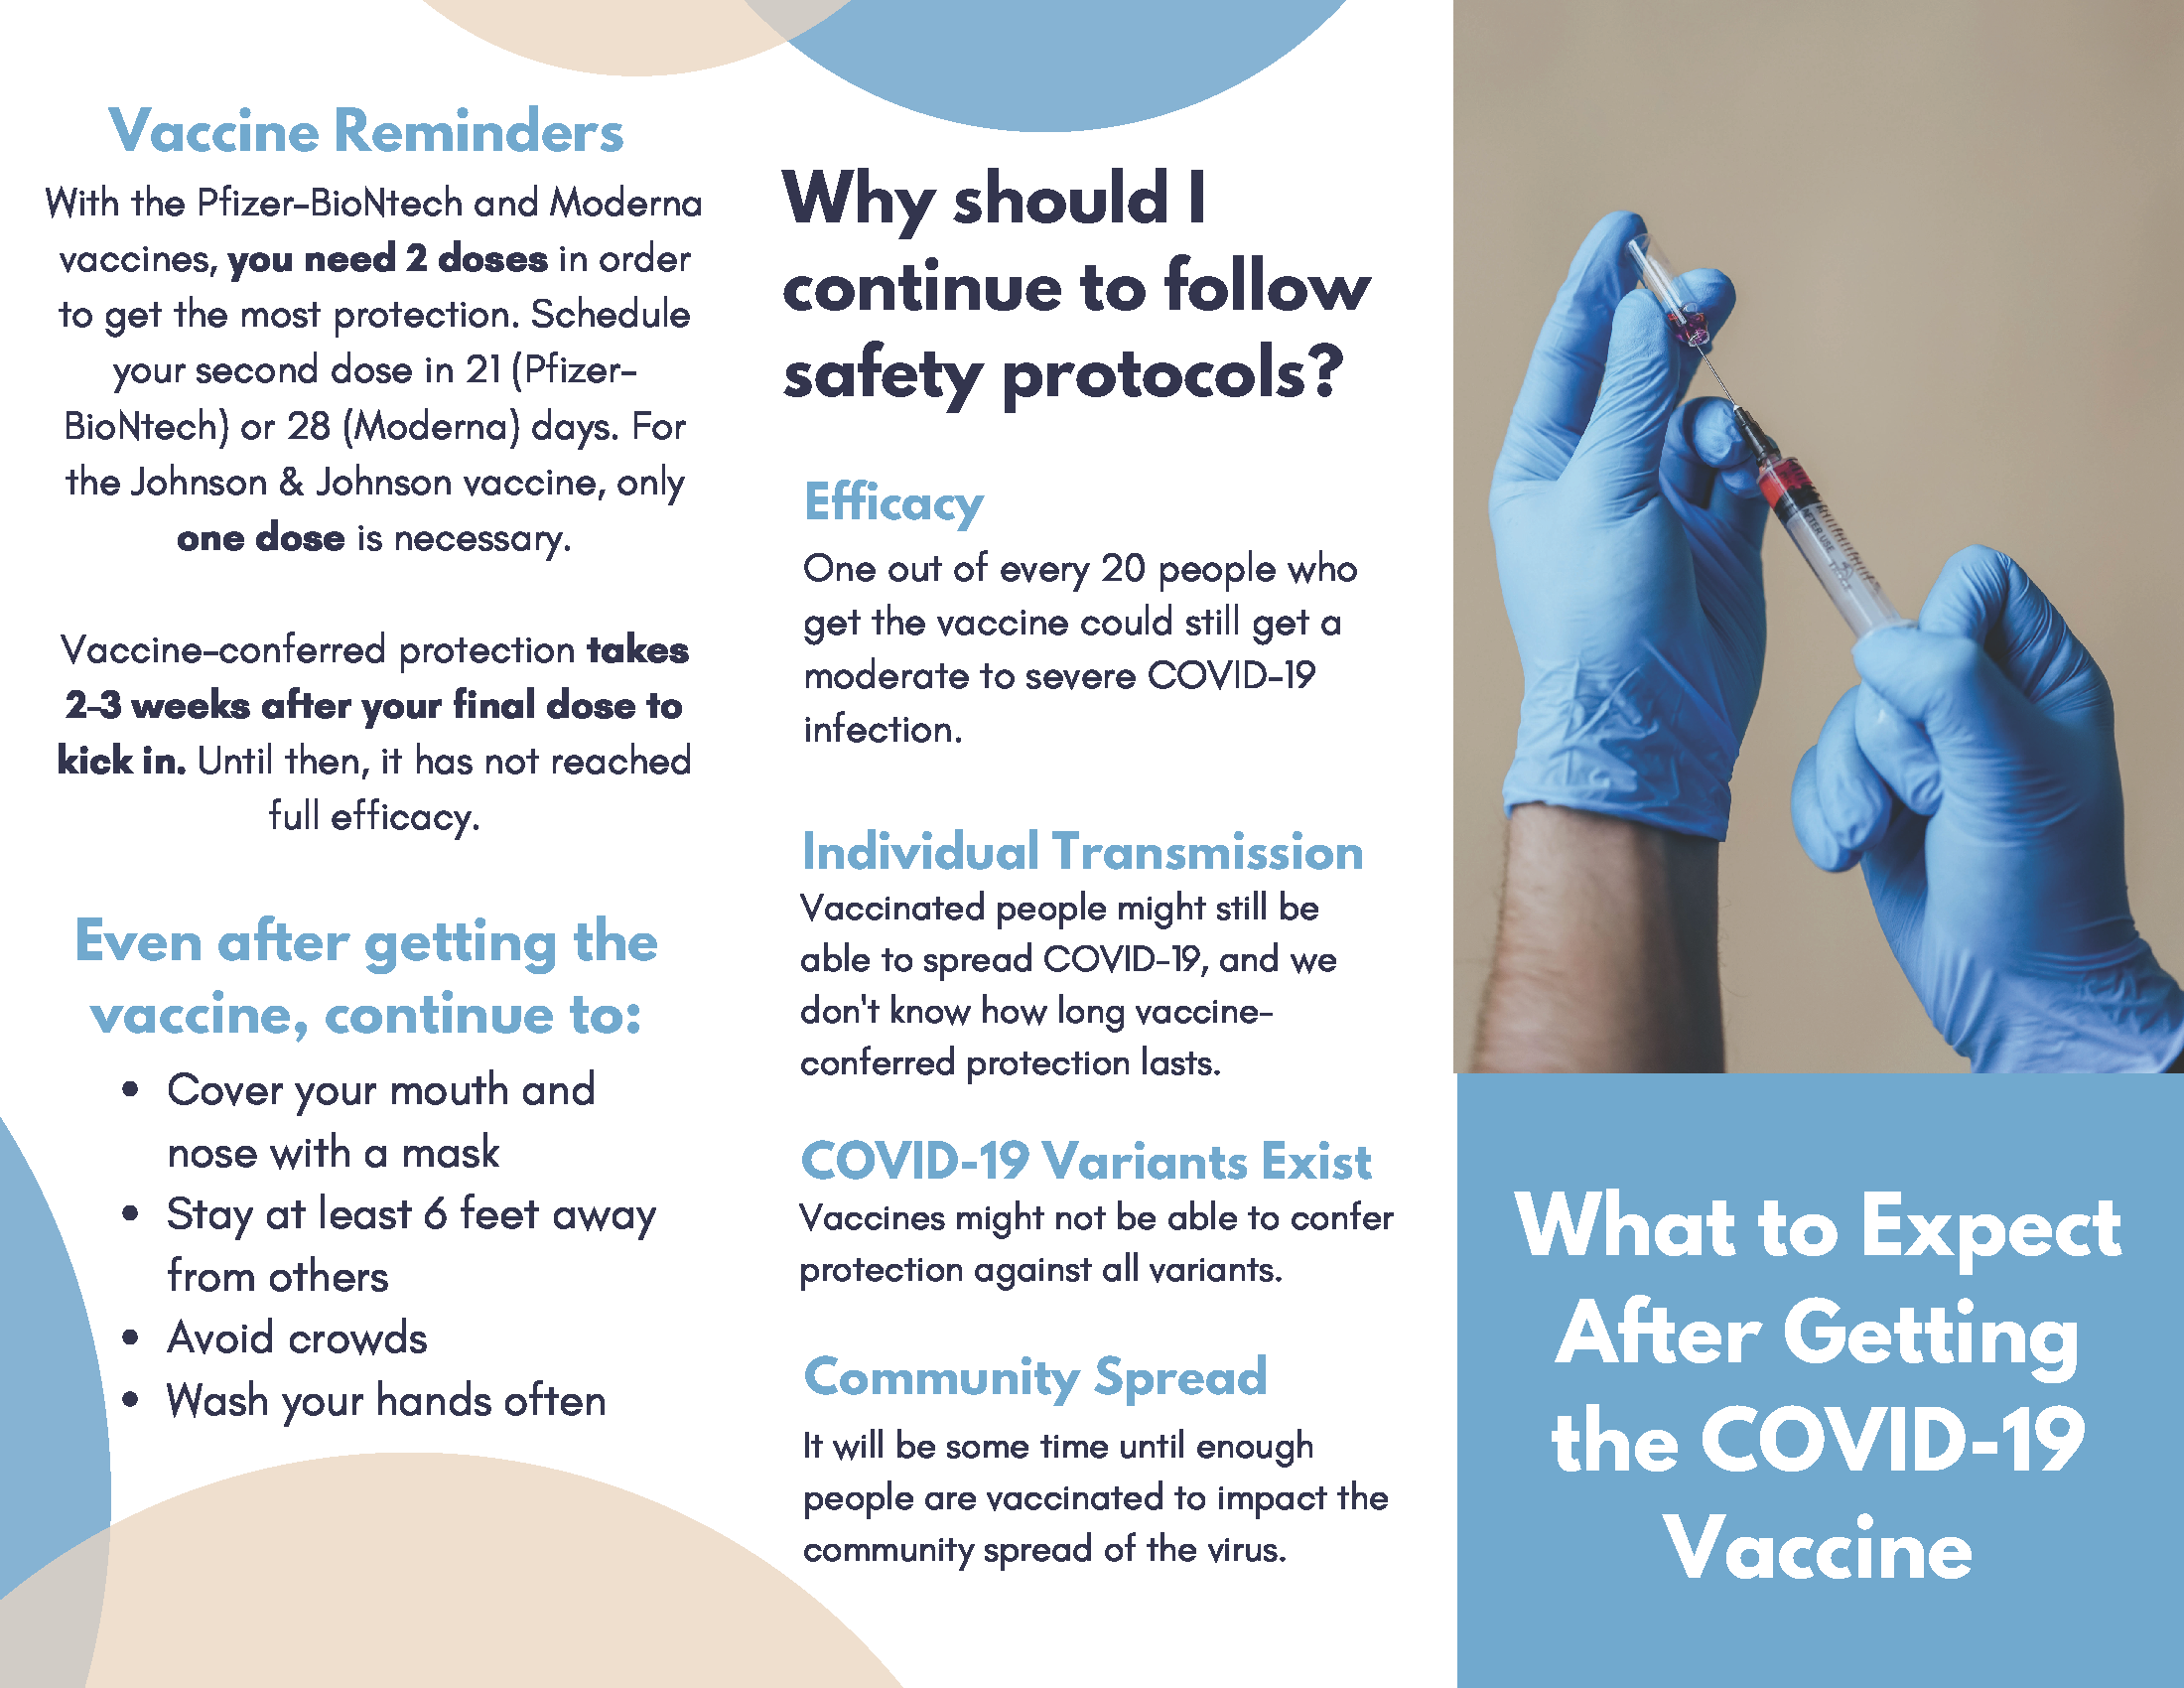 Vaccine Reminders
With the Pfizer-BioNtech and Moderna
vaccines, you need 2 doses in order
to get the most protection. Schedule
your second dose in 21 (Pfizer-
BioNtech) or 28 (Moderna) days. For
the Johnson & Johnson vaccine, only
one dose is necessary.
Vaccine-conferred protection takes
2-3 weeks after your final dose to
kick in. Until then, it has not reached
full efficacy.
Even after getting the
vaccine, continue to:
• Cover your mouth and
nose with a mask
• Stay at least 6 feet away
from others
• Avoid crowds
• Wash your hands often
Why should I
continue to follow
safety protocols?
Efficacy
One out of every 20 people who
get the vaccine could still get a
moderate to severe COVID-19
infection.
Individual Transmission
Vaccinated people might still be
able to spread COVID-19, and we
don't know how long vaccine-
conferred protection lasts.
COVID-19 Variants Exist
Vaccines might not be able to confer
protection against all variants.
Community Spread
It will be some time until enough
people are vaccinated to impact the
community spread of the virus.
AFTER USE
What to Expect
After Getting
the COVID-19
Vaccine